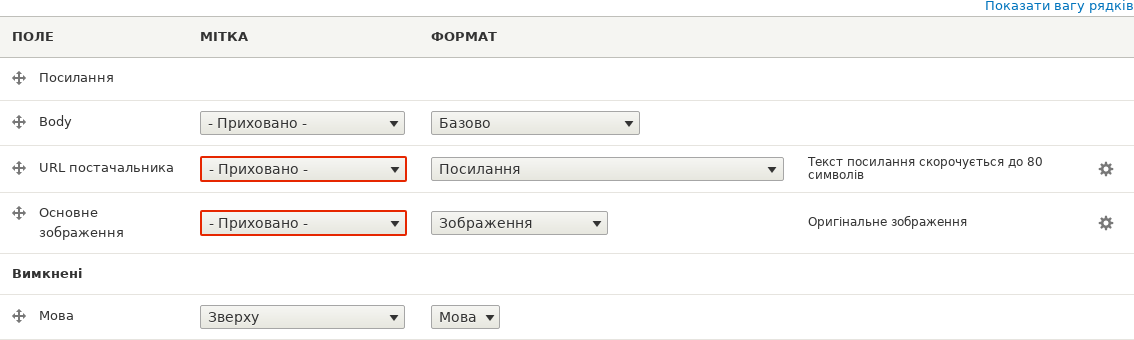 Показати вагу рядків
ПОЛЕ МІТКА ФОРМАТ
Посилання
Body - Приховано - Базово
URL постачальника - Приховано - Посилання Текст посилання скорочується до 80
символів
Основне
зображення - Приховано - Зображення Оригінальне зображення
Вимкнені
Мова Зверху Мова